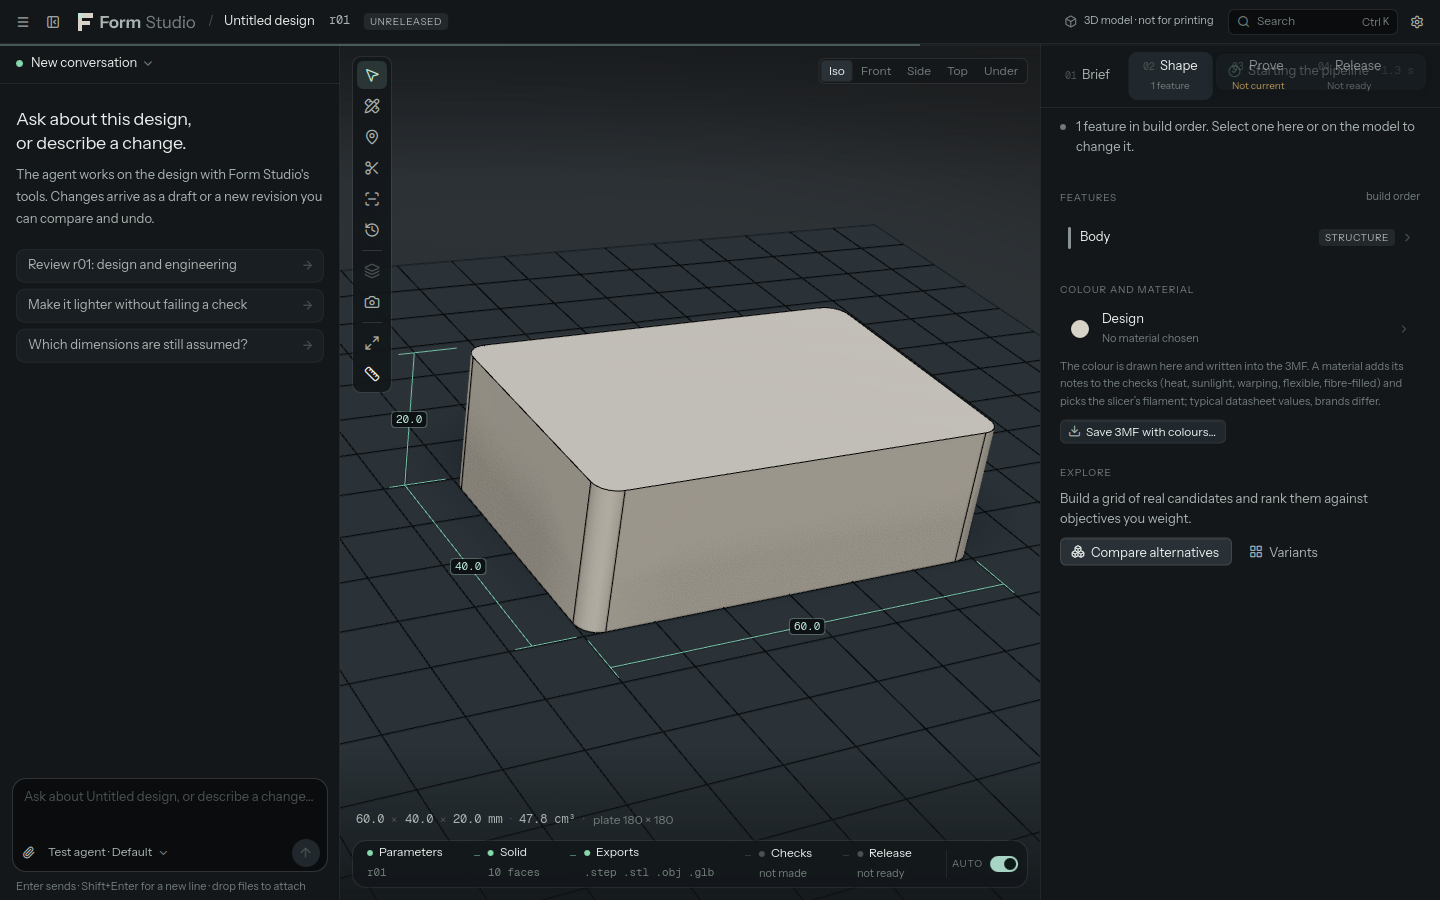 Form Studio / Untitled design r01 UNRELEASED
3D model · not for printing
Search Ctrl K
New conversation
Ask about this design,
or describe a change.
The agent works on the design with Form Studio's
tools. Changes arrive as a draft or a new revision you
can compare and undo.
Review r01: design and engineering
Make it lighter without failing a check
Which dimensions are still assumed?
Ask about Untitled design, or describe a change...
Test agent · Default
Enter sends · Shift+Enter for a new line · drop files to attach
Iso Front Side Top Under
20.0
40.0
60.0
60.0 × 40.0 × 20.0 mm · 47.8 cm³ · plate 180 × 180
Parameters
r01
Solid
10 faces
Exports
.step .stl .obj .glb
Checks
not made
Release
not ready
AUTO
01 Brief
02 Shape
1 feature
03 Prove
Not current
04 Release
Not ready
Starting the pipeline 1.3 s
1 feature in build order. Select one here or on the model to
change it.
FEATURES build order
Body STRUCTURE
COLOUR AND MATERIAL
Design
No material chosen
The colour is drawn here and written into the 3MF. A material adds its
notes to the checks (heat, sunlight, warping, flexible, fibre-filled) and
picks the slicer's filament; typical datasheet values, brands differ.
Save 3MF with colours...
EXPLORE
Build a grid of real candidates and rank them against
objectives you weight.
Compare alternatives Variants